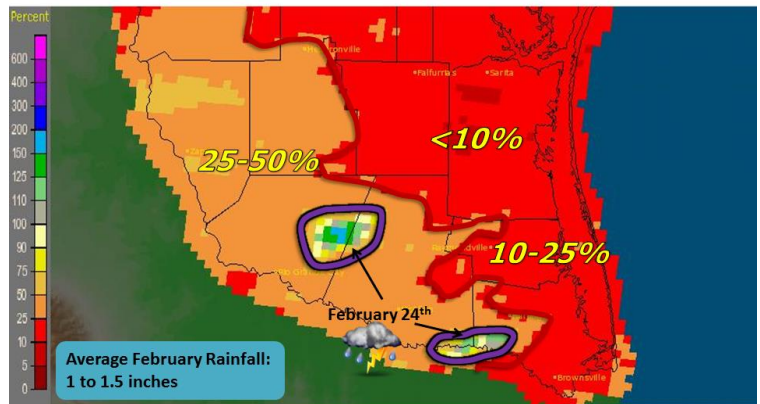 Percent
600
400
300
200
150
125
110
100
90
75
50
25
10
5
0
Falfurrias
Sarita
<10%
25-50%
10-25%
February 24th
Average February Rainfall:
1 to 1.5 inches
Brownsville